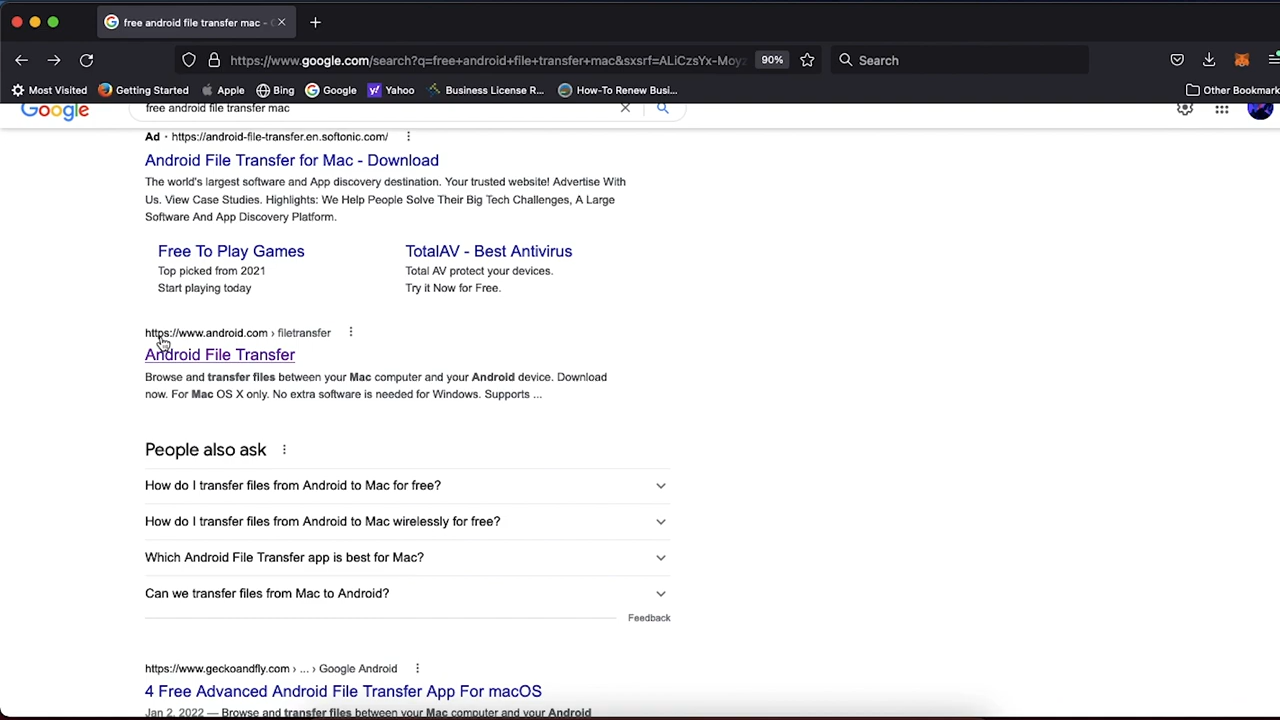 free android file transfer mac - 
https://www.google.com/search?q=free+android+file+transfer+mac&sxsrf=ALiCzsYx-Moyz
90%
Search
Most Visited
Getting Started
Apple
Bing
Google
Yahoo
Business License R...
How-To Renew Busi...
Other Bookmark
Google
free android file transfer mac
Ad · https://android-file-transfer.en.softonic.com/
Android File Transfer for Mac - Download
The world's largest software and App discovery destination. Your trusted website! Advertise With
Us. View Case Studies. Highlights: We Help People Solve Their Big Tech Challenges, A Large
Software And App Discovery Platform.
Free To Play Games
Top picked from 2021
Start playing today
TotalAV - Best Antivirus
Total AV protect your devices.
Try it Now for Free.
https://www.android.com › filetransfer
Android File Transfer
Browse and transfer files between your Mac computer and your Android device. Download
now. For Mac OS X only. No extra software is needed for Windows. Supports ...
People also ask
How do I transfer files from Android to Mac for free?
How do I transfer files from Android to Mac wirelessly for free?
Which Android File Transfer app is best for Mac?
Can we transfer files from Mac to Android?
Feedback
https://www.geckoandfly.com › ... › Google Android
4 Free Advanced Android File Transfer App For macOS
Jan 2, 2022 — Browse and transfer files between your Mac computer and your Android